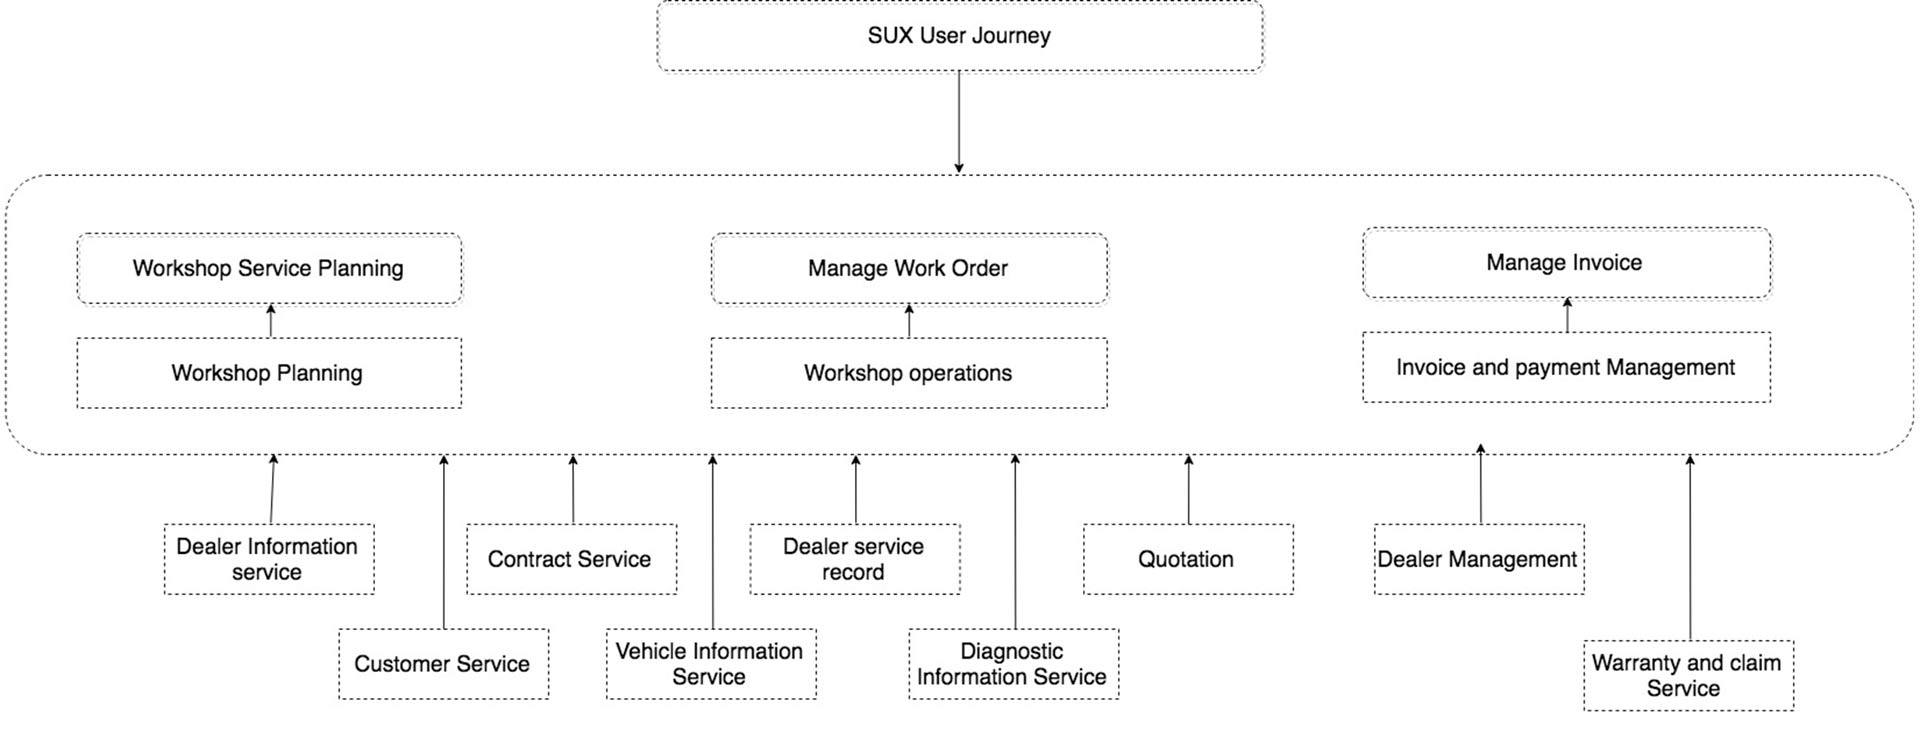 SUX User Journey
Workshop Service Planning
Manage Work Order
Manage Invoice
Workshop Planning
Workshop operations
Invoice and payment Management
Dealer Information
service
Contract Service
Dealer service
record
Quotation
Dealer Management
Customer Service
Vehicle Information
Service
Diagnostic
Information Service
Warranty and claim
Service